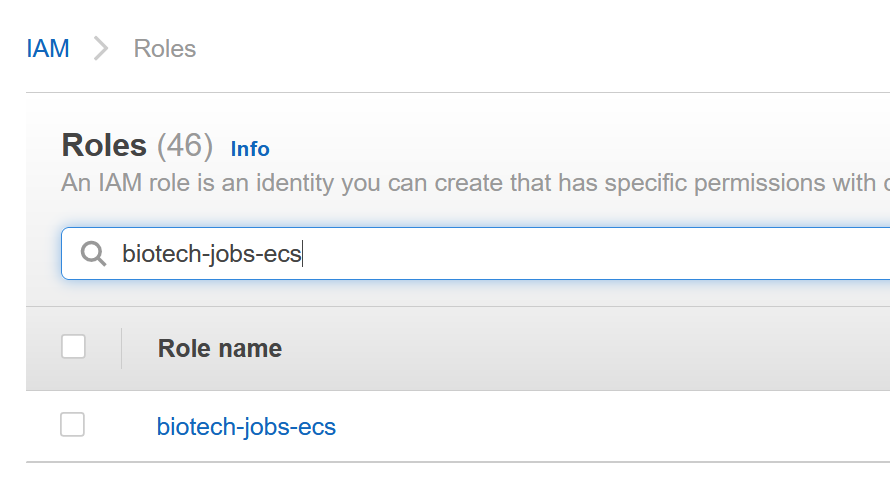 IAM > Roles
Roles (46) Info
An IAM role is an identity you can create that has specific permissions with
biotech-jobs-ecs
Role name
biotech-jobs-ecs